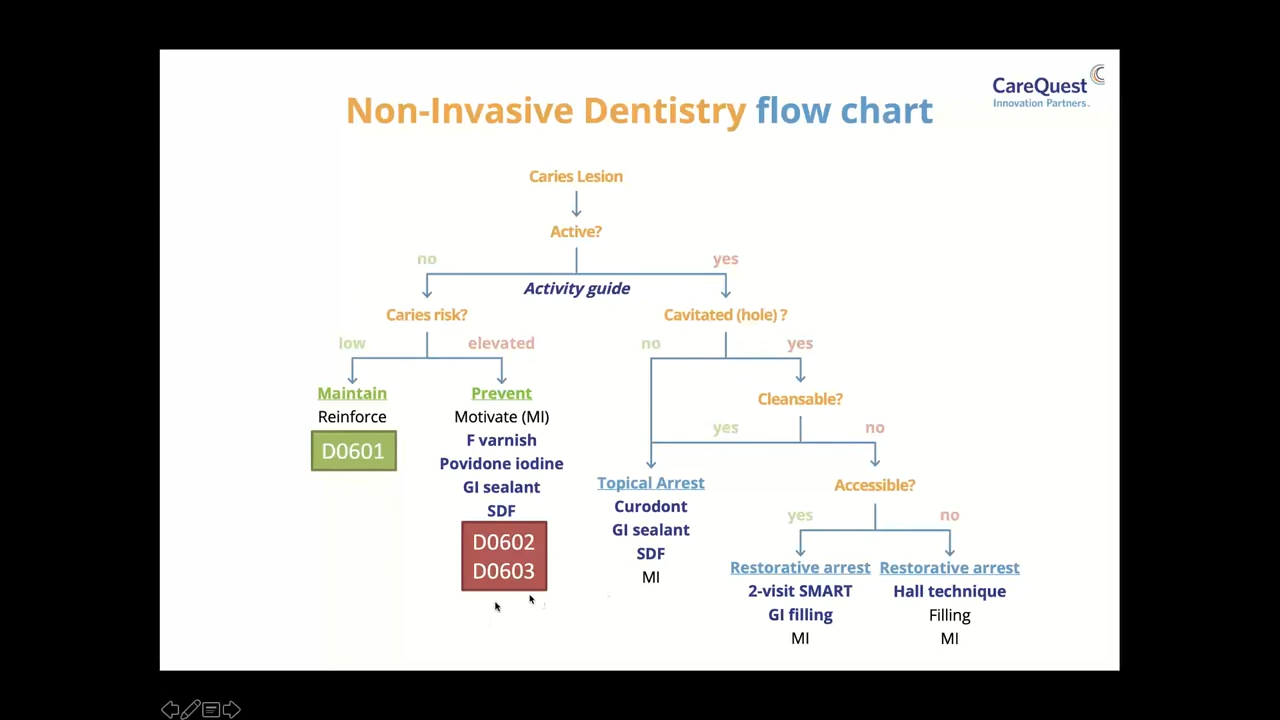 CareQuest
Innovation Partners.
Non-Invasive Dentistry flow chart
Caries Lesion
Active?
no
yes
Activity guide
Caries risk?
Cavitated (hole) ?
low
elevated
no
yes
Maintain
Reinforce
D0601
Prevent
Motivate (MI)
F varnish
Povidone iodine
GI sealant
SDF
D0602
D0603
Cleansable?
yes
no
Topical Arrest
Curodont
GI sealant
SDF
MI
Accessible?
yes
no
Restorative arrest
2-visit SMART
GI filling
MI
Restorative arrest
Hall technique
Filling
MI